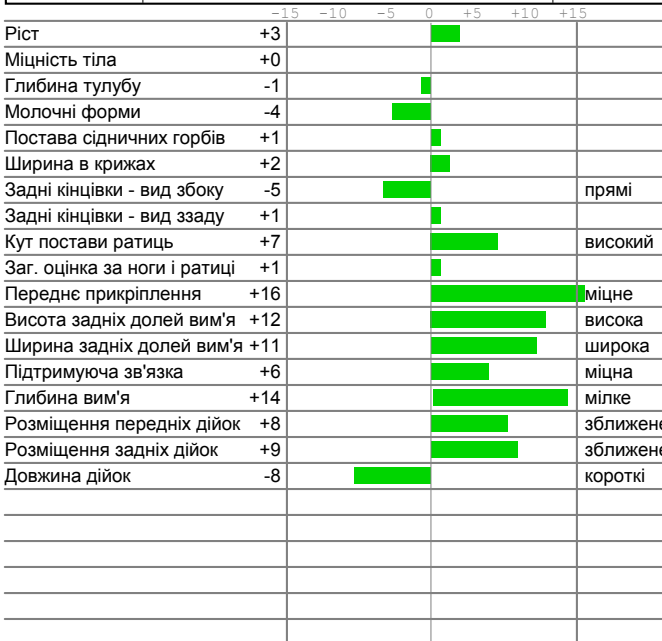 -15 -10 -5 0 +5 +10 +15
Ріст +3
Міцність тіла +0
Глибина тулубу -1
Молочні форми -4
Постава сідничних горбів +1
Ширина в крижах +2
Задні кінцівки - вид збоку -5 прямі
Задні кінцівки - вид ззаду +1
Кут постави ратиць +7 високий
Заг. оцінка за ноги і ратиці +1
Переднє прикріплення +16 міцне
Висота задніх долей вим'я +12 висока
Ширина задніх долей вим'я +11 широка
Підтримуюча зв'язка +6 міцна
Глибина вим'я +14 мілке
Розміщення передніх дійок +8 зближене
Розміщення задніх дійок +9 зближене
Довжина дійок -8 короткі